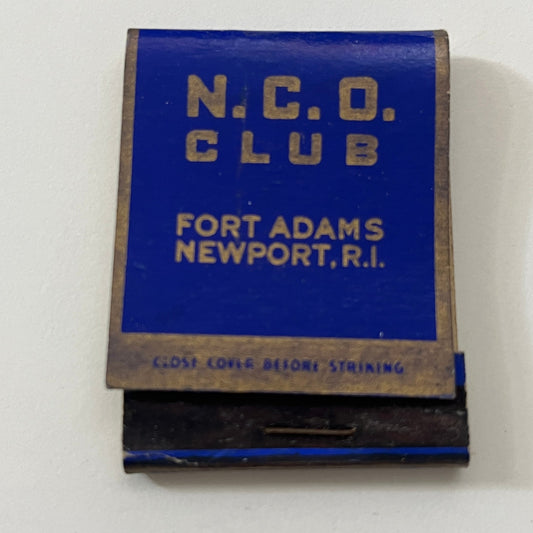 N.C.O.
CLUB
FORT ADAMS
NEWPORT, R.I.
CLOSE COVER BEFORE STRIKING